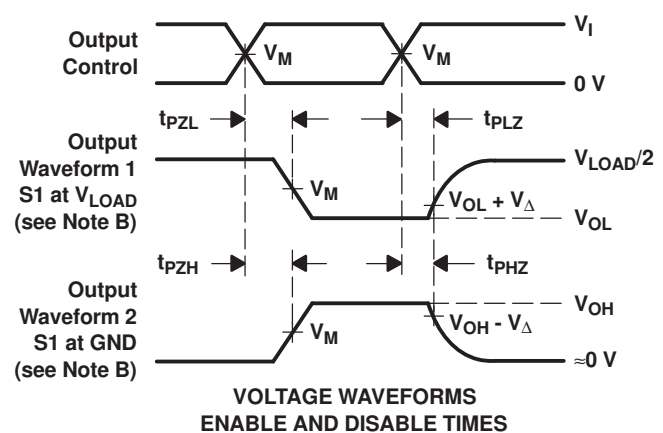 Output
Control
V_M
V_M
V_I
0 V
t_PZL
t_PLZ
Output
Waveform 1
S1 at V_LOAD
(see Note B)
V_M
V_OL + V_Δ
V_LOAD/2
V_OL
t_PZH
t_PHZ
Output
Waveform 2
S1 at GND
(see Note B)
V_M
V_OH - V_Δ
V_OH
≈0 V
VOLTAGE WAVEFORMS
ENABLE AND DISABLE TIMES